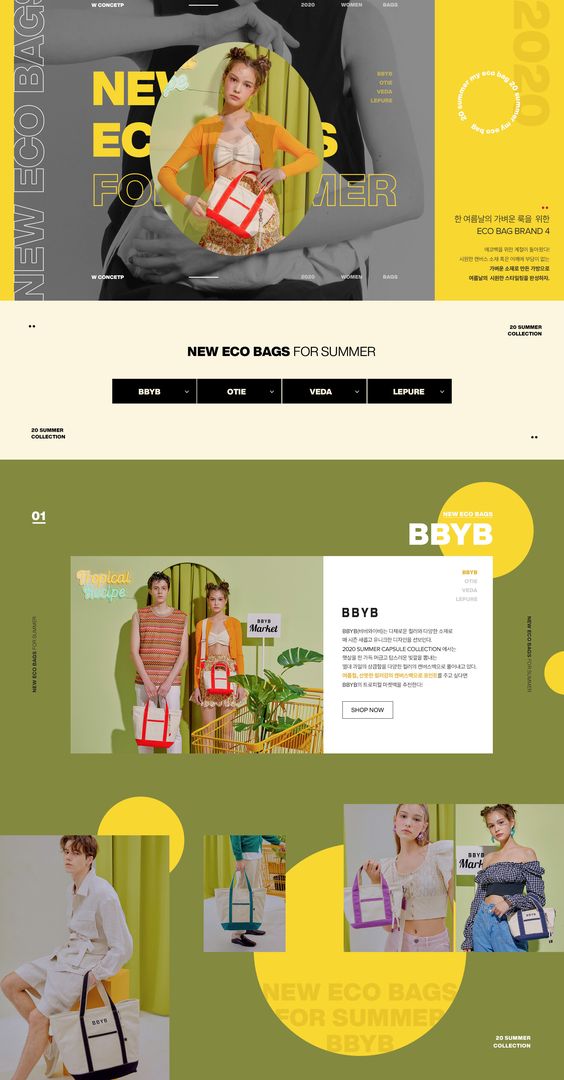 W CONCETP
2020
WOMEN
BAGS
NEW ECO BAGS
NEW
ECO
FOR SUMMER
BBYB
OTIE
VEDA
LEPURE
2020
20 summer my eco bag 20 summer my eco bag
한 여름날의 가벼운 룩을 위한
ECO BAG BRAND 4
에코백을 위한 계절이 돌아왔다!
시원한 캔버스 소재 혹은 어깨에 부담이 없는
가벼운 소재로 만든 가방으로
여름날의 시원한 스타일링을 완성하자.
W CONCETP
2020
WOMEN
BAGS
20 SUMMER
COLLECTION
NEW ECO BAGS FOR SUMMER
BBYB
OTIE
VEDA
LEPURE
20 SUMMER
COLLECTION
01
NEW ECO BAGS
BBYB
Tropical
Recipe
BBYB
Market
BBYB
OTIE
VEDA
LEPURE
BBYB
BBYB(비비와이비)는 다채로운 컬러와 다양한 소재로
매 시즌 새롭고 유니크한 디자인을 선보인다.
2020 SUMMER CAPSULE COLLECTION 에서는
햇살을 한 가득 머금고 탐스러운 빛깔을 뽐내는
열대 과일의 상큼함을 다양한 컬러의 캔버스백으로 풀어내고 있다.
여름철, 산뜻한 컬러감의 캔버스백으로 포인트를 주고 싶다면
BBYB의 트로피컬 마켓백을 추천한다!
SHOP NOW
NEW ECO BAGS FOR SUMMER
NEW ECO BAGS FOR SUMMER
BBYB
Mark
BBYB
BBYB
NEW ECO BAGS
FOR SUMMER
BBYB
20 SUMMER
COLLECTION